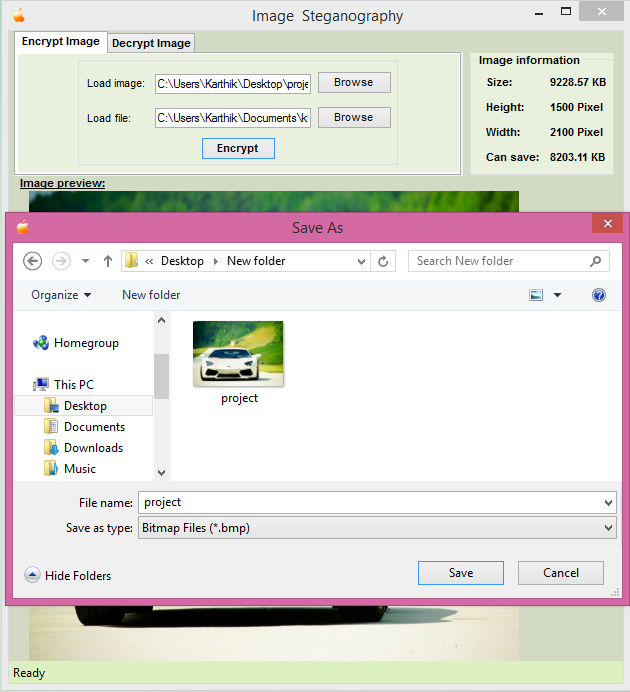 Image Steganography
Encrypt Image
Decrypt Image
Load image:
C:\Users\Karthik\Desktop\proje
Browse
Load file:
C:\Users\Karthik\Documents\k
Browse
Encrypt
Image information
Size: 9228.57 KB
Height: 1500 Pixel
Width: 2100 Pixel
Can save: 8203.11 KB
Image preview:
Save As
« Desktop New folder
Search New folder
Organize
New folder
Homegroup
This PC
Desktop
Documents
Downloads
Music
project
File name: project
Save as type: Bitmap Files (*.bmp)
Hide Folders
Save
Cancel
Ready